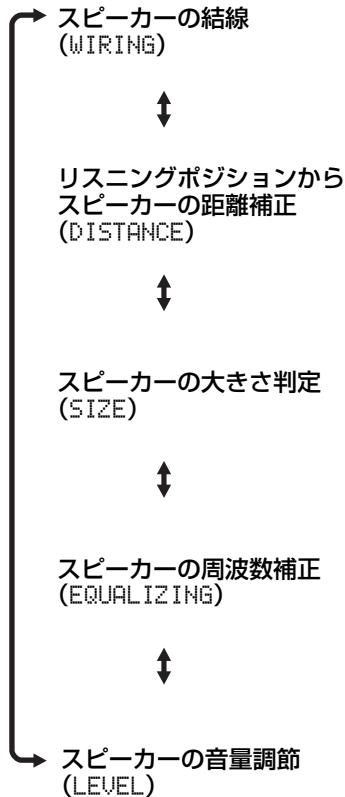 スピーカーの結線
(WIRING)
リスニングポジションから
スピーカーの距離補正
(DISTANCE)
スピーカーの大きさ判定
(SIZE)
スピーカーの周波数補正
(EQUALIZING)
スピーカーの音量調節
(LEVEL)